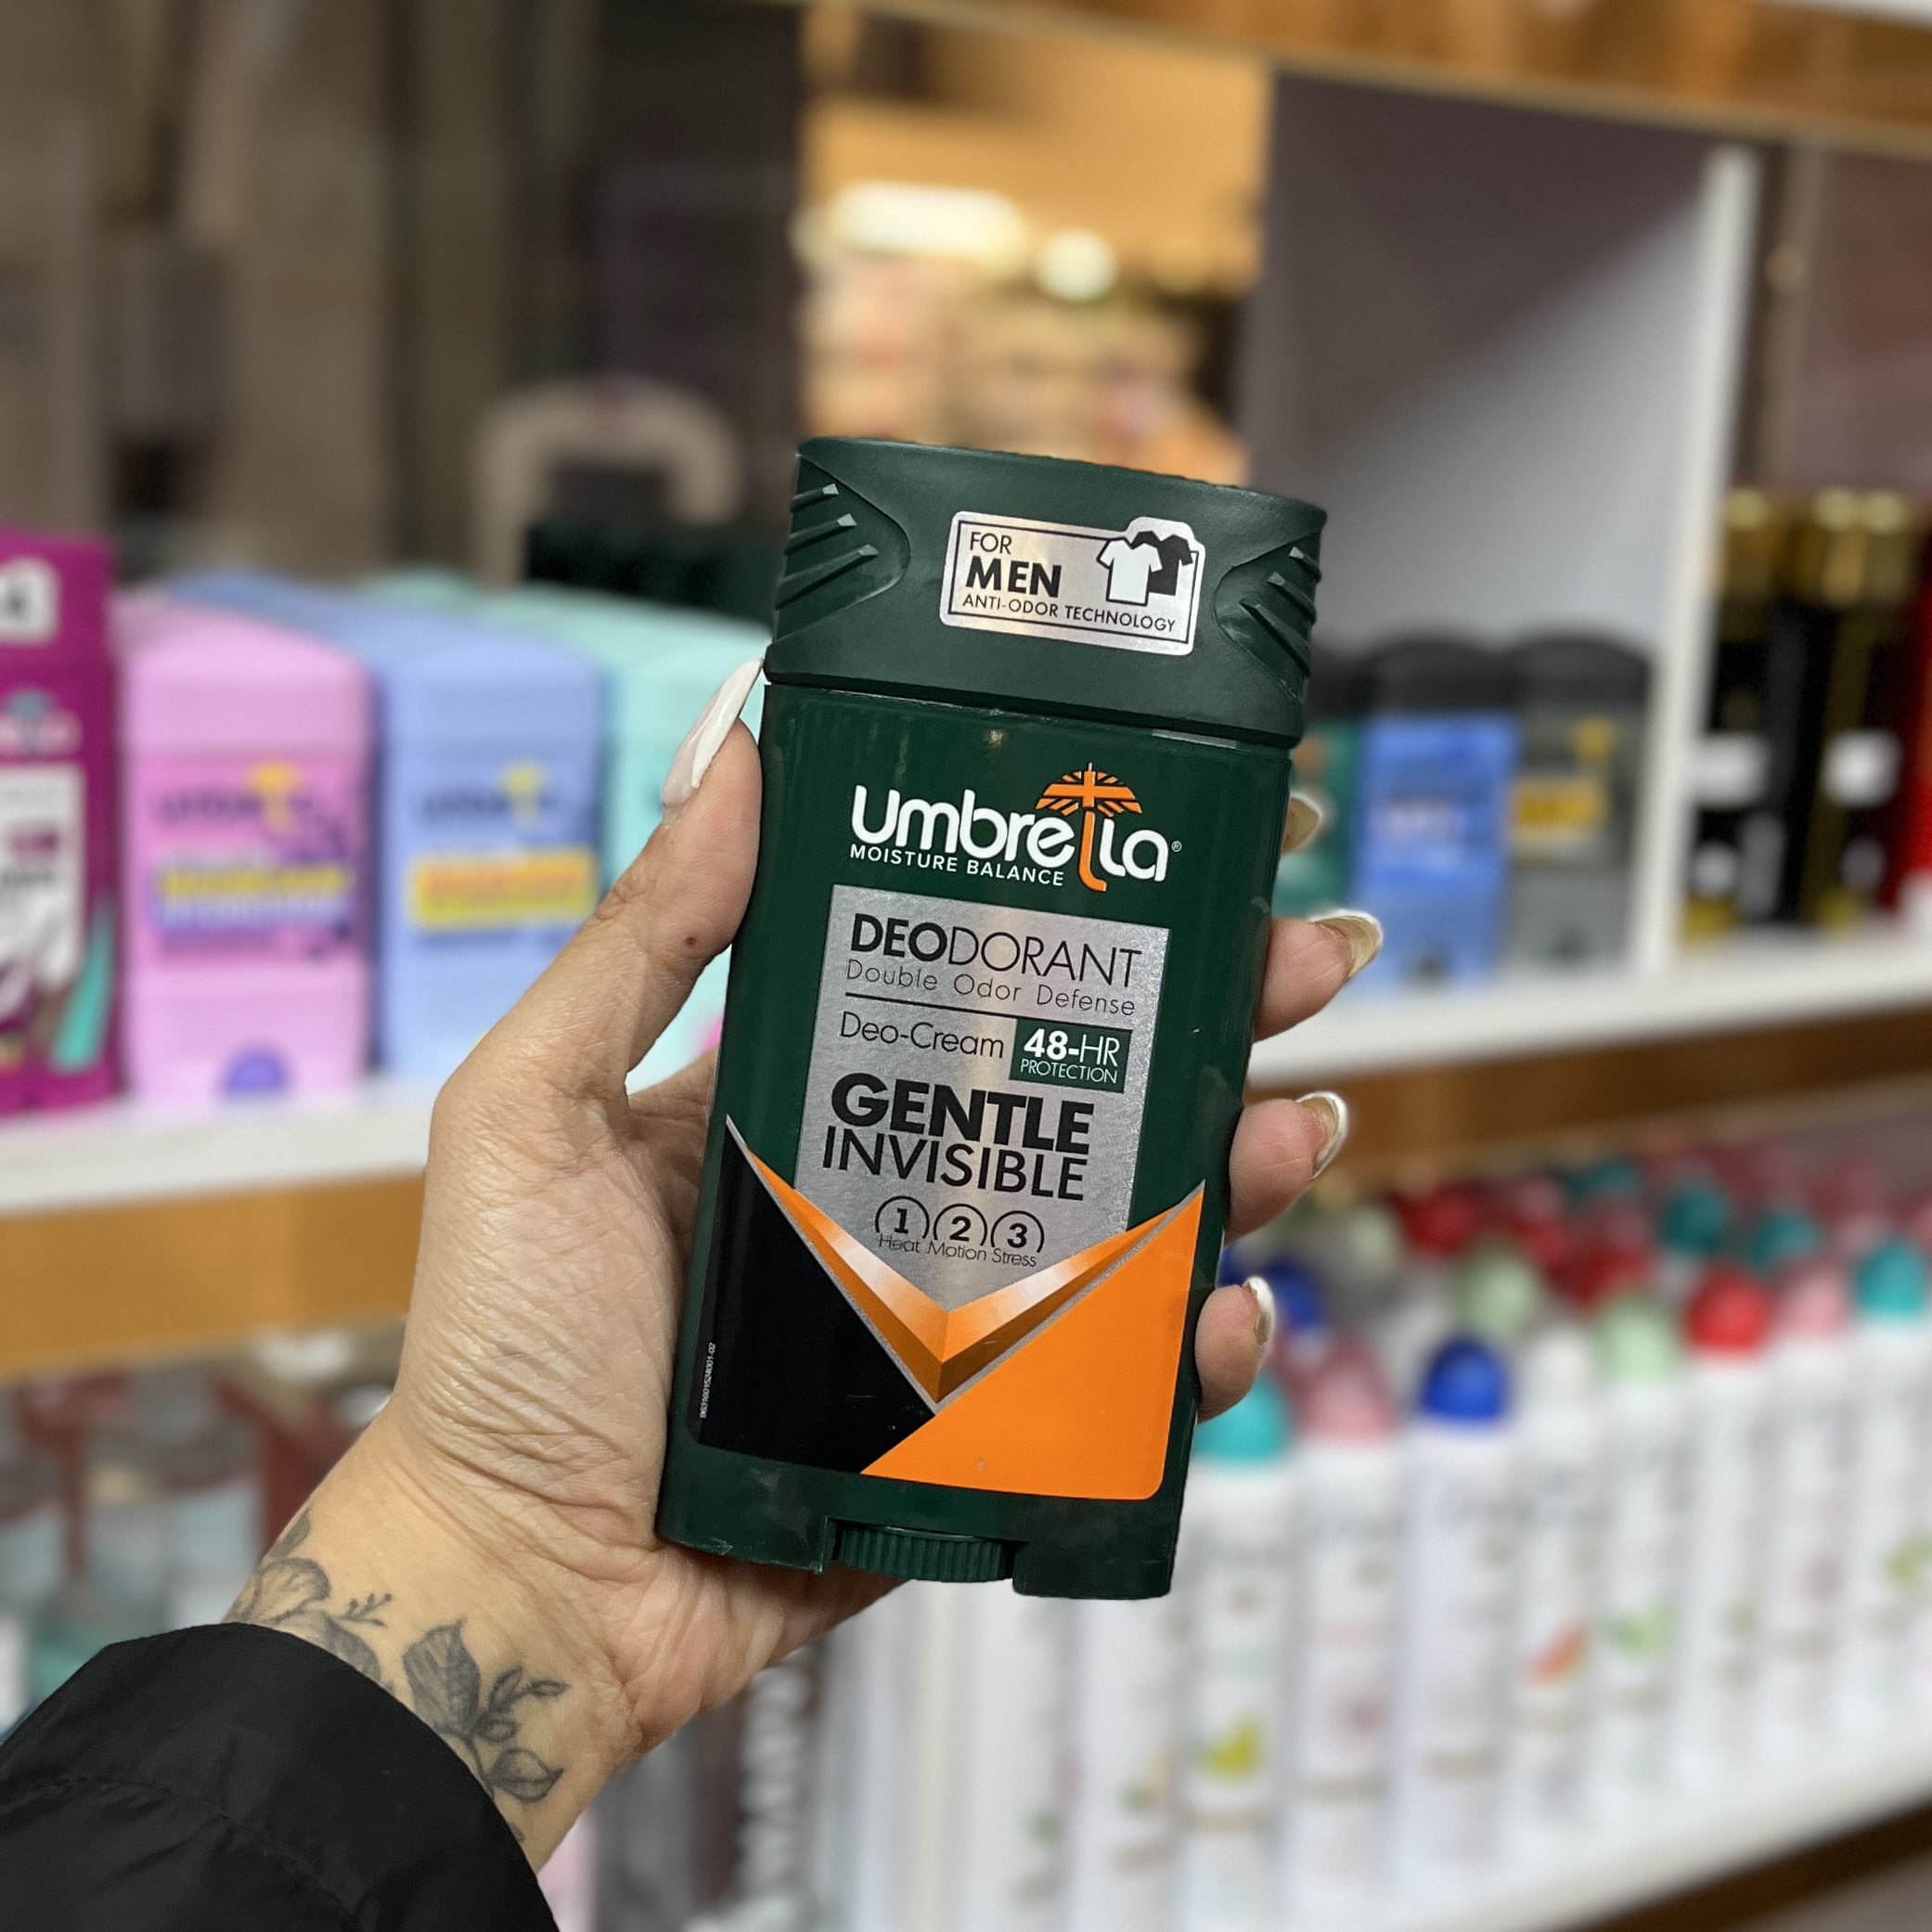 FOR
MEN
ANTI-ODOR TECHNOLOGY
umbrella®
MOISTURE BALANCE
DEODORANT
Double Odor Defense
Deo-Cream
48-HR
PROTECTION
GENTLE
INVISIBLE
1 2 3
Heat Motion Stress